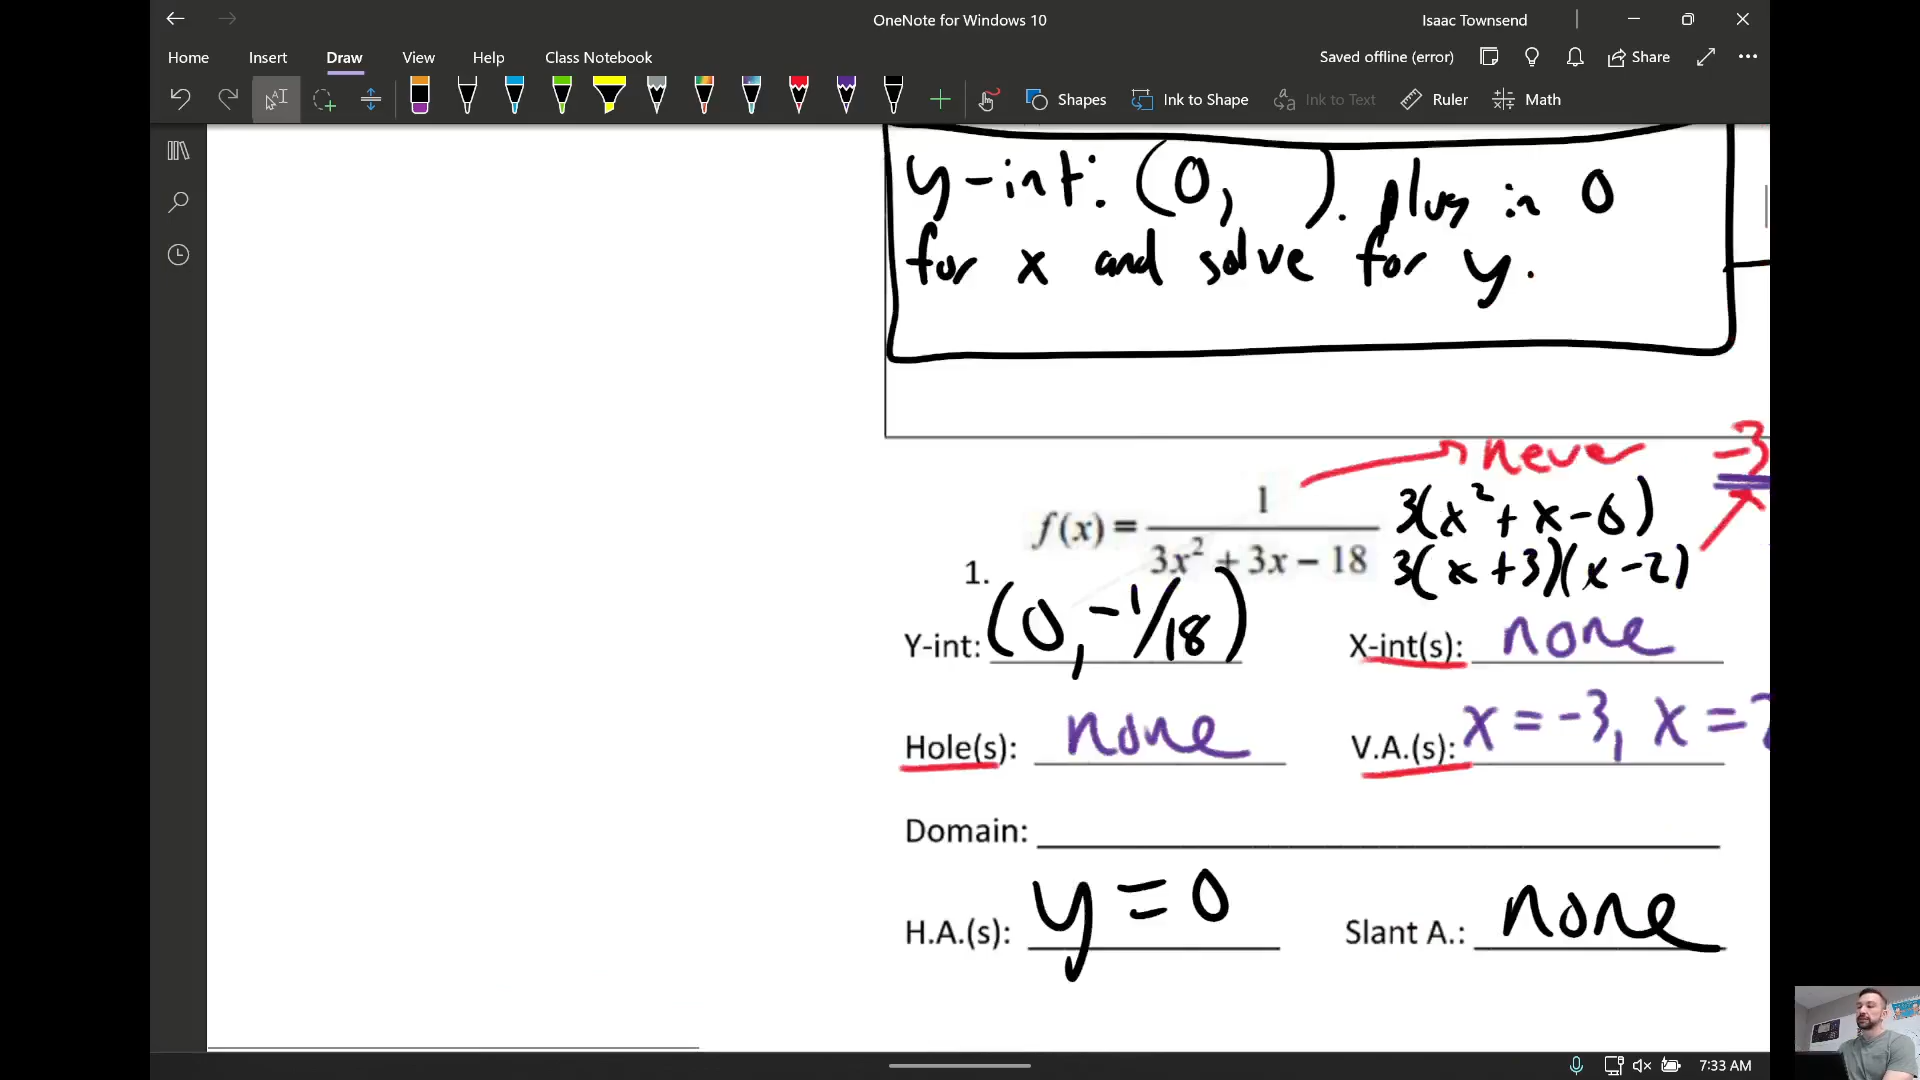 OneNote for Windows 10
Isaac Townsend
Home Insert Draw View Help Class Notebook
Saved offline (error) Share
Shapes Ink to Shape Ink to Text Ruler Math
y-int: (0, ). plug in 0
for x and solve for y.
never
-3
f(x) = 1 / 3x² + 3x − 18
3(x² + x - 6)
3(x + 3)(x - 2)
1.
Y-int: (0, -1/18) X-int(s): none
Hole(s): none V.A.(s): x = -3, x =
Domain:
H.A.(s): y = 0 Slant A.: none
7:33 AM